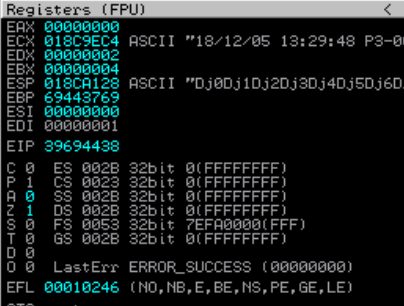 Registers (FPU) <
EAX 00000000
ECX 018C9EC4 ASCII "18/12/05 13:29:48 P3-0
EDX 00000002
EBX 00000004
ESP 018CA128 ASCII "Dj0Dj1Dj2Dj3Dj4Dj5Dj6D
EBP 69443769
ESI 00000000
EDI 00000001
EIP 39694438
C 0 ES 002B 32bit 0(FFFFFFFF)
P 1 CS 0023 32bit 0(FFFFFFFF)
A 0 SS 002B 32bit 0(FFFFFFFF)
Z 1 DS 002B 32bit 0(FFFFFFFF)
S 0 FS 0053 32bit 7EFA0000(FFF)
T 0 GS 002B 32bit 0(FFFFFFFF)
D 0
O 0 LastErr ERROR_SUCCESS (00000000)
EFL 00010246 (NO,NB,E,BE,NS,PE,GE,LE)